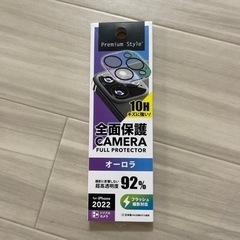 Premium Style
10H
キズに強い!
全面保護
CAMERA
FULL PROTECTOR
オーロラ
超高透明度
92%
for iPhone
2022
フラッシュ
撮影対応